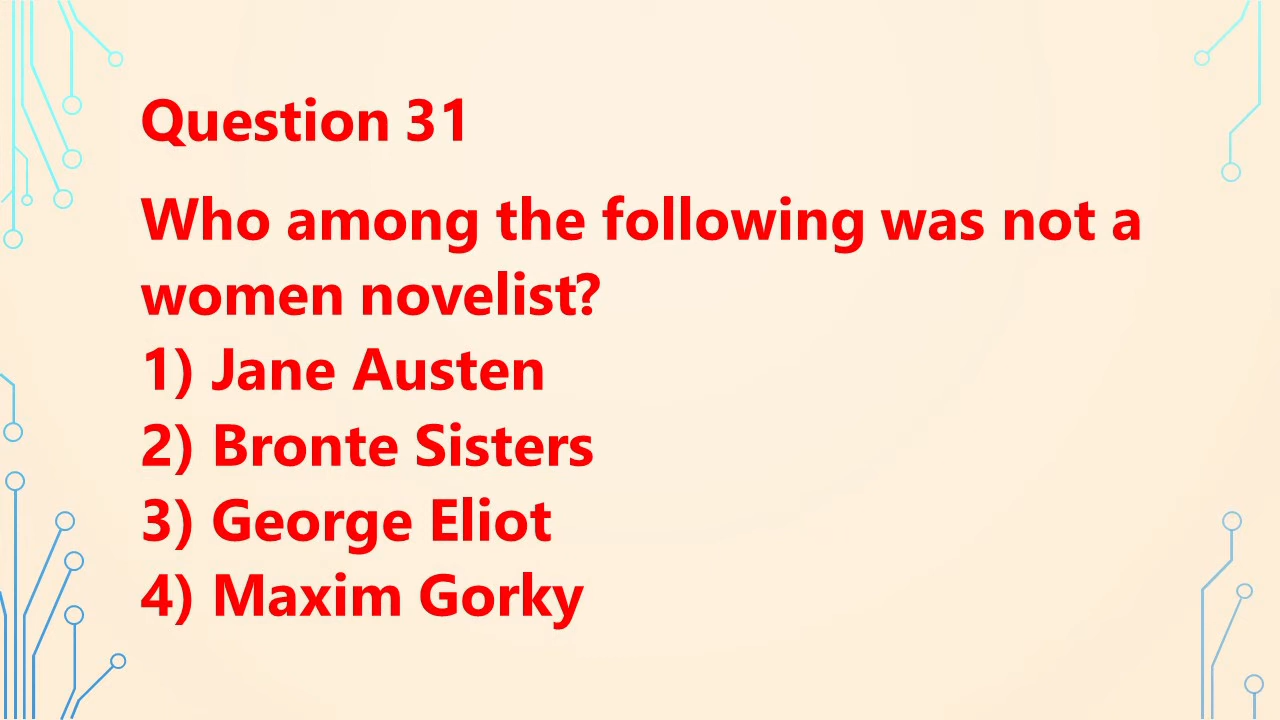 Question 31
Who among the following was not a
women novelist?
1) Jane Austen
2) Bronte Sisters
3) George Eliot
4) Maxim Gorky